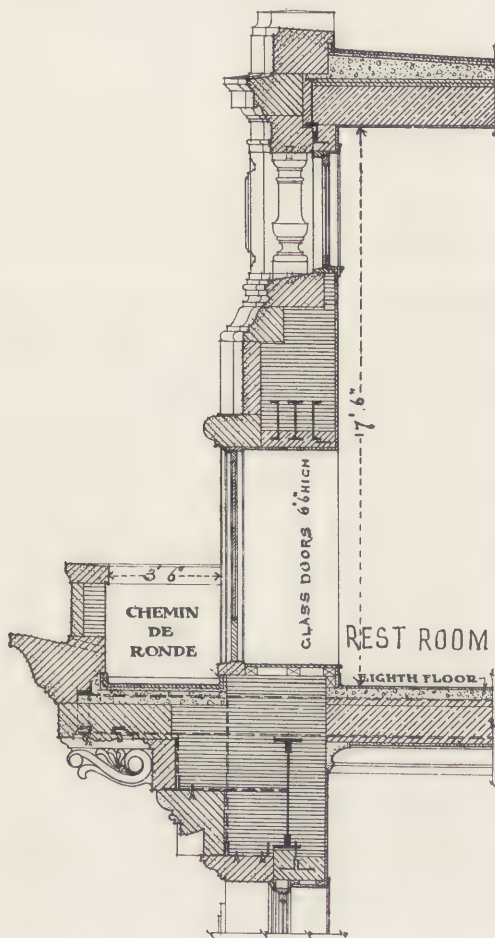 17'.6"
GLASS DOORS 6'6" HIGH
3' 6"
CHEMIN
DE
RONDE
REST ROOM
EIGHTH FLOOR